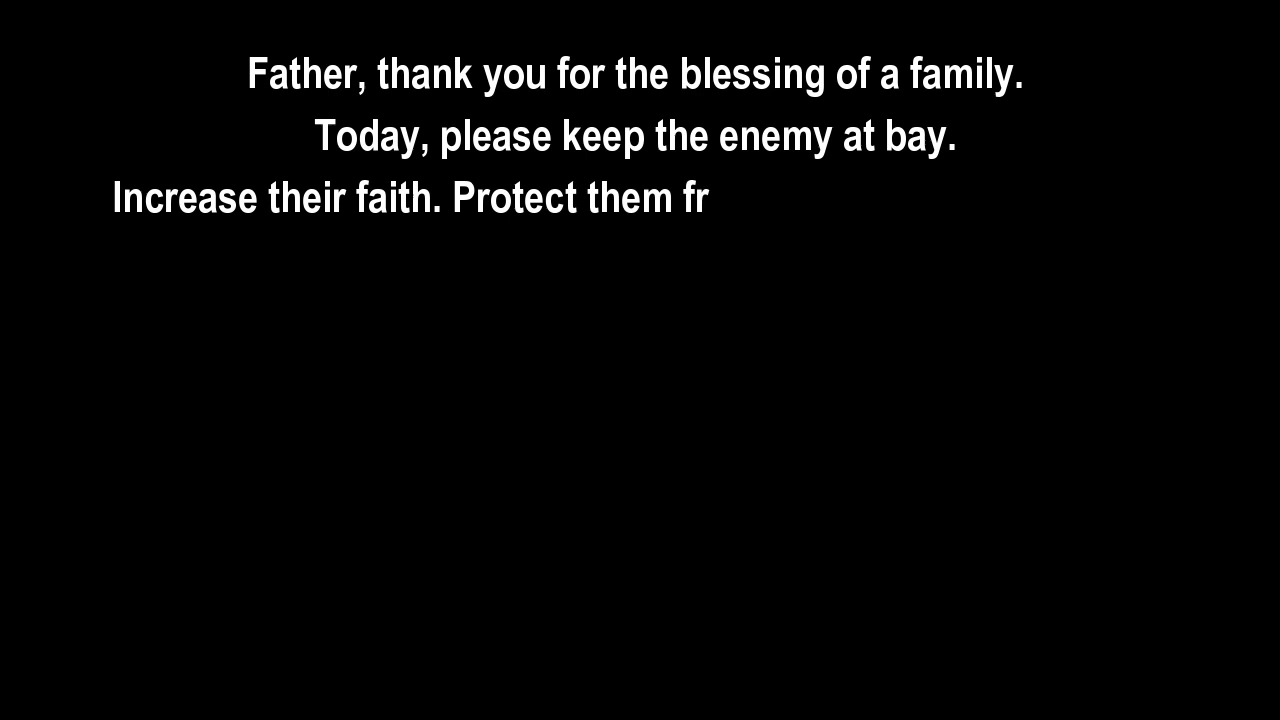 Father, thank you for the blessing of a family.
Today, please keep the enemy at bay.
Increase their faith. Protect them fr